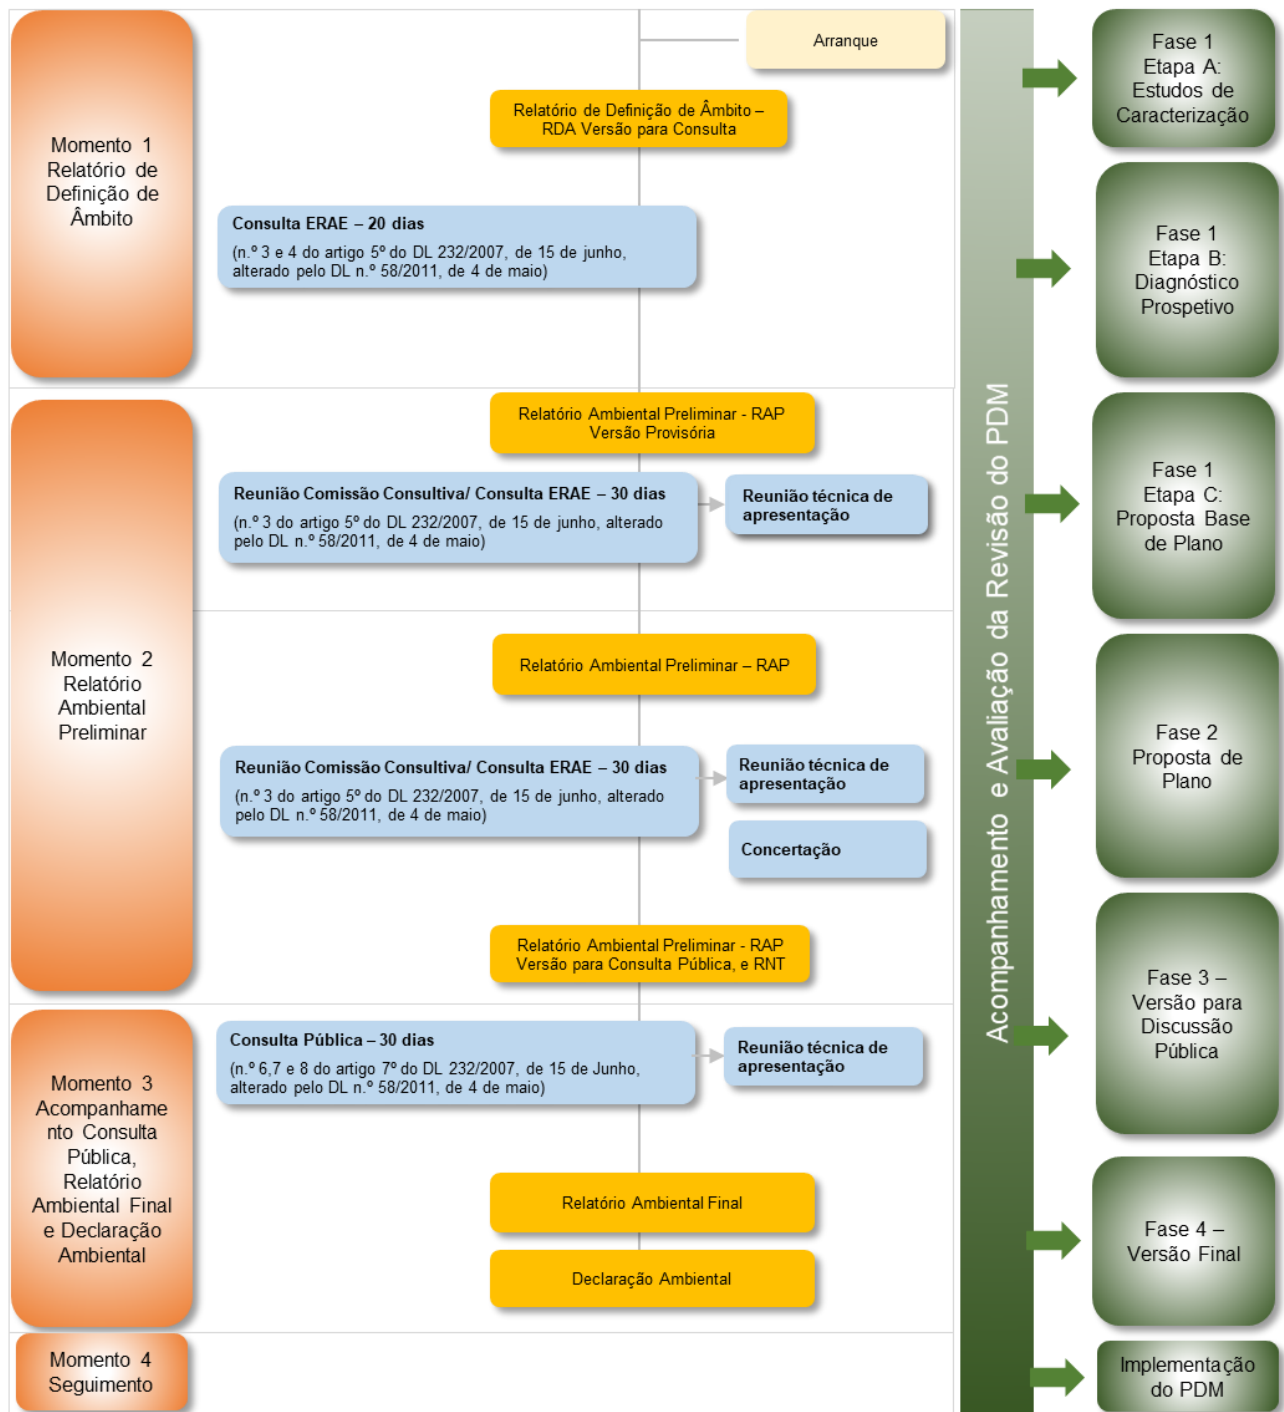 Arranque
Momento 1
Relatório de
Definição de
Âmbito
Relatório de Definição de Âmbito –
RDA Versão para Consulta
Consulta ERAE – 20 dias
(n.º 3 e 4 do artigo 5º do DL 232/2007, de 15 de junho,
alterado pelo DL n.º 58/2011, de 4 de maio)
Momento 2
Relatório
Ambiental
Preliminar
Relatório Ambiental Preliminar - RAP
Versão Provisória
Reunião Comissão Consultiva/ Consulta ERAE – 30 dias
(n.º 3 do artigo 5º do DL 232/2007, de 15 de junho, alterado
pelo DL n.º 58/2011, de 4 de maio)
Reunião técnica de
apresentação
Relatório Ambiental Preliminar – RAP
Reunião Comissão Consultiva/ Consulta ERAE – 30 dias
(n.º 3 do artigo 5º do DL 232/2007, de 15 de junho, alterado
pelo DL n.º 58/2011, de 4 de maio)
Reunião técnica de
apresentação
Concertação
Relatório Ambiental Preliminar - RAP
Versão para Consulta Pública, e RNT
Momento 3
Acompanhame
nto Consulta
Pública,
Relatório
Ambiental Final
e Declaração
Ambiental
Consulta Pública – 30 dias
(n.º 6,7 e 8 do artigo 7º do DL 232/2007, de 15 de Junho,
alterado pelo DL n.º 58/2011, de 4 de maio)
Reunião técnica de
apresentação
Relatório Ambiental Final
Declaração Ambiental
Momento 4
Seguimento
Acompanhamento e Avaliação da Revisão do PDM
Fase 1
Etapa A:
Estudos de
Caracterização
Fase 1
Etapa B:
Diagnóstico
Prospetivo
Fase 1
Etapa C:
Proposta Base
de Plano
Fase 2
Proposta de
Plano
Fase 3 –
Versão para
Discussão
Pública
Fase 4 –
Versão Final
Implementação
do PDM